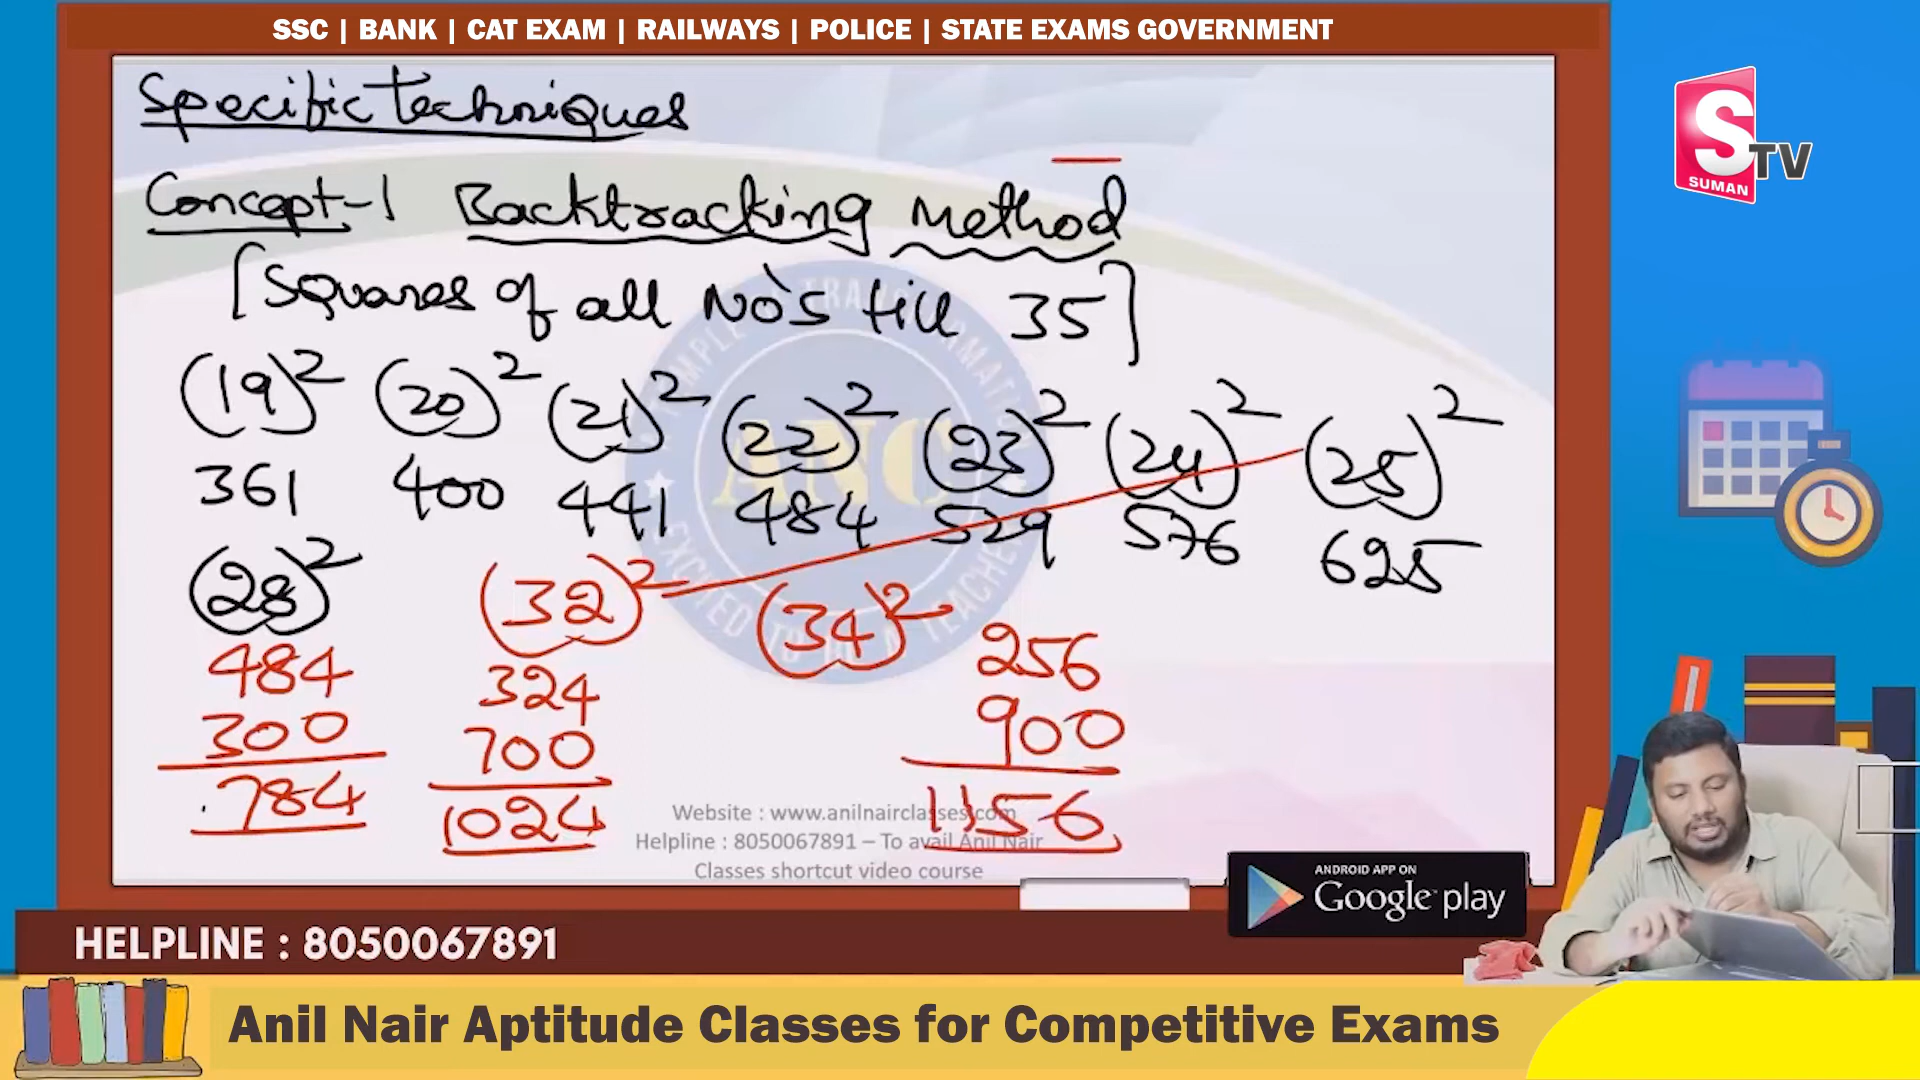 SSC | BANK | CAT EXAM | RAILWAYS | POLICE | STATE EXAMS GOVERNMENT
S TV
SUMAN
Specific Techniques
Concept-1 Backtracking Method
[Squares of all No's till 35]
(19)² (20)² (21)² (22)² (23)² (24)² (25)²
361 400 441 484 529 576 625
(28)² (32)² (34)²
484 324 256
300 700 900
784 1024 1156
ANC
Website : www.anilnairclasses.com
Helpline : 8050067891 – To avail Anil Nair
Classes shortcut video course
ANDROID APP ON
Google play
HELPLINE : 8050067891
Anil Nair Aptitude Classes for Competitive Exams